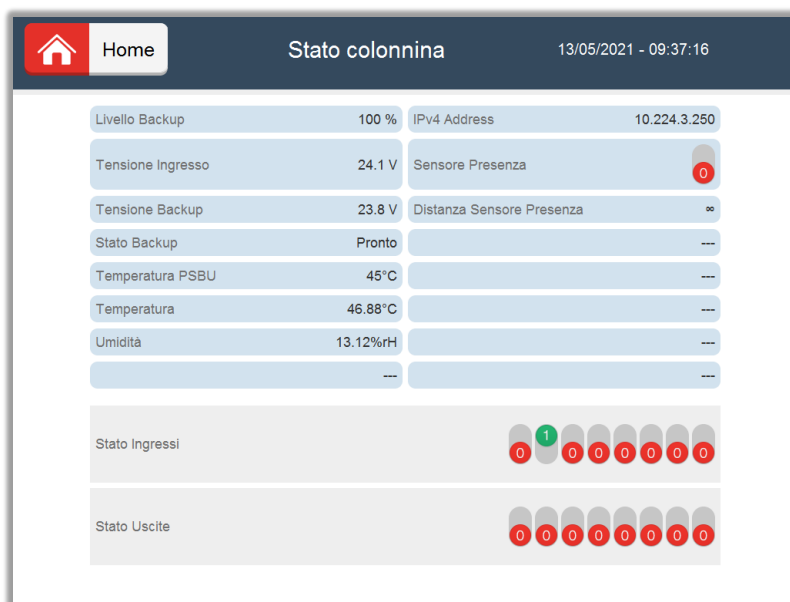 Home Stato colonnina 13/05/2021 - 09:37:16
Livello Backup 100 % IPv4 Address 10.224.3.250
Tensione Ingresso 24.1 V Sensore Presenza 0
Tensione Backup 23.8 V Distanza Sensore Presenza ∞
Stato Backup Pronto ---
Temperatura PSBU 45°C ---
Temperatura 46.88°C ---
Umidità 13.12%rH ---
--- ---
Stato Ingressi 0 1 0 0 0 0 0 0
Stato Uscite 0 0 0 0 0 0 0 0